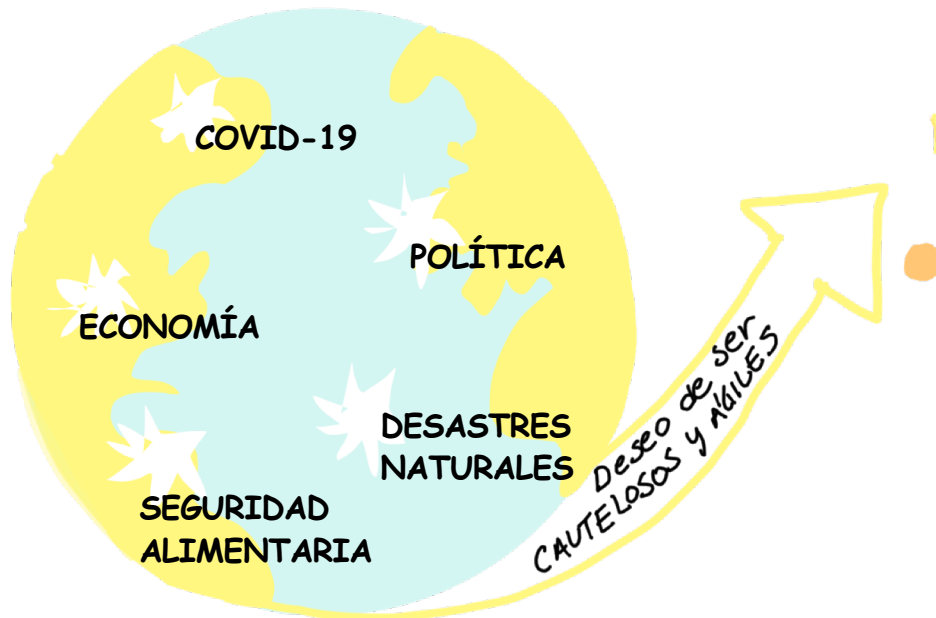 COVID-19
POLÍTICA
ECONOMÍA
DESASTRES
NATURALES
SEGURIDAD
ALIMENTARIA
Deseo de ser
CAUTELOSOS y ÁGILES